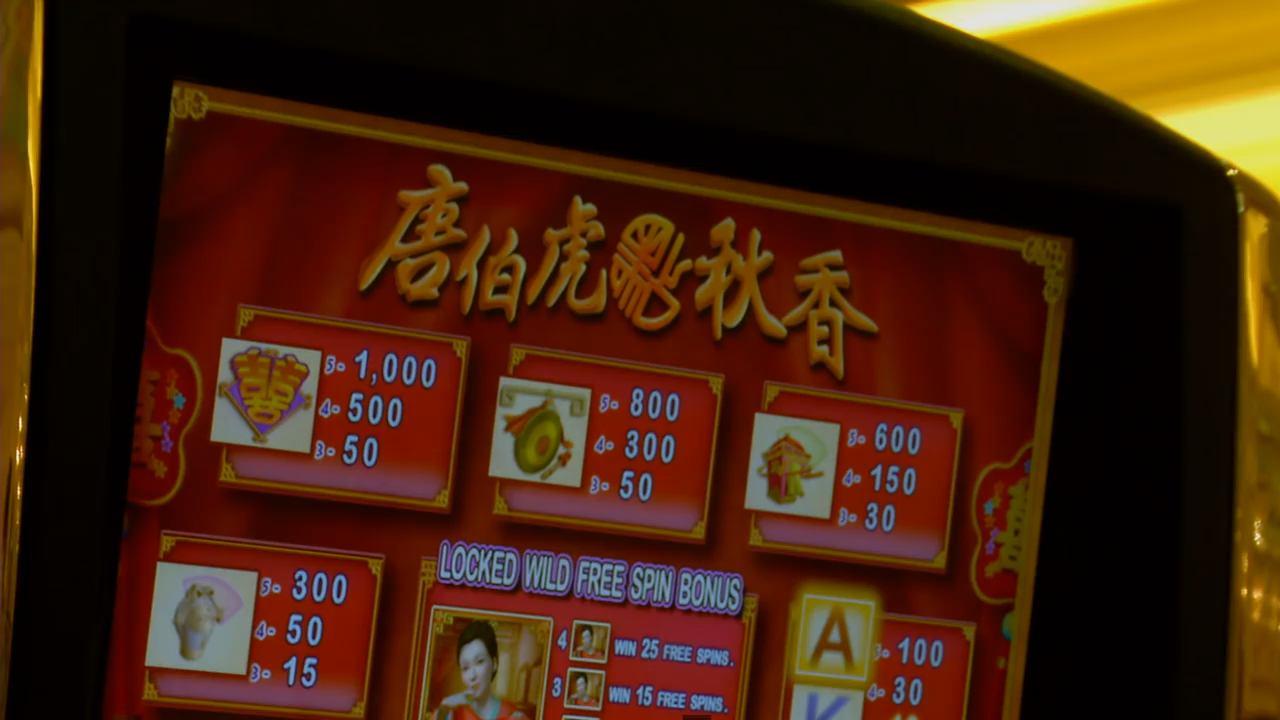 唐伯虎點秋香
5- 1,000
4- 500
3- 50
5- 800
4- 300
3- 50
5- 600
4- 150
3- 30
5- 300
4- 50
3- 15
LOCKED WILD FREE SPIN BONUS
4 WIN 25 FREE SPINS.
3 WIN 15 FREE SPINS.
A
K
5- 100
4- 30